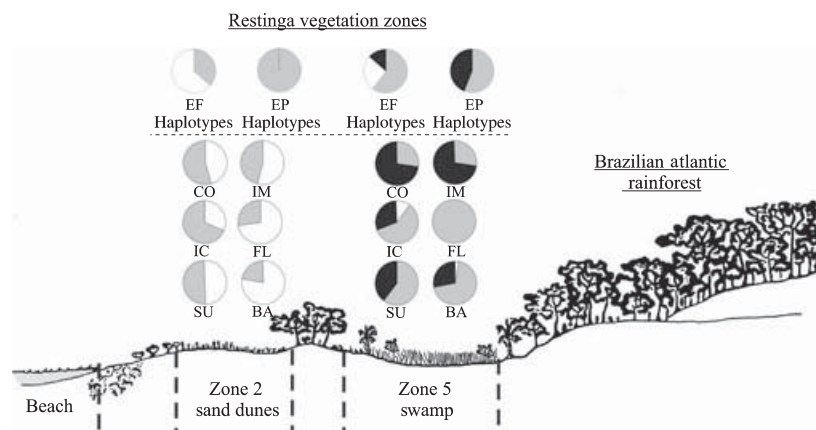 Restinga vegetation zones
EF EP EF EP
Haplotypes Haplotypes Haplotypes Haplotypes
CO IM CO IM
Brazilian atlantic
rainforest
IC FL IC FL
SU BA SU BA
Beach
Zone 2
sand dunes
Zone 5
swamp